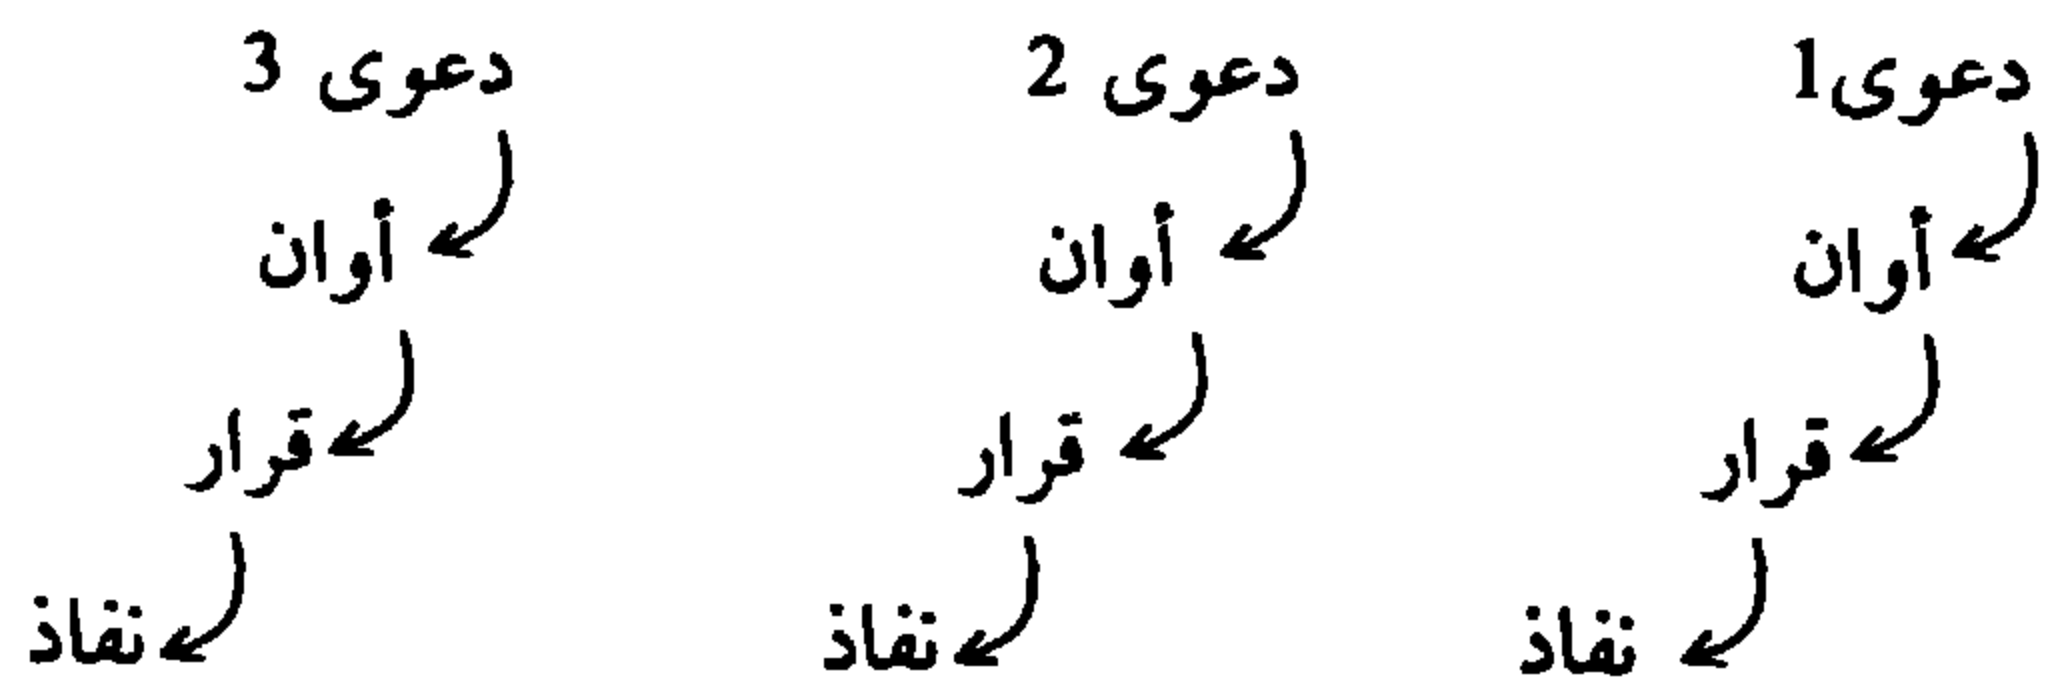 دعوى1 دعوى 2 دعوى 3
أوان أوان أوان
قرار قرار قرار
نفاذ نفاذ نفاذ